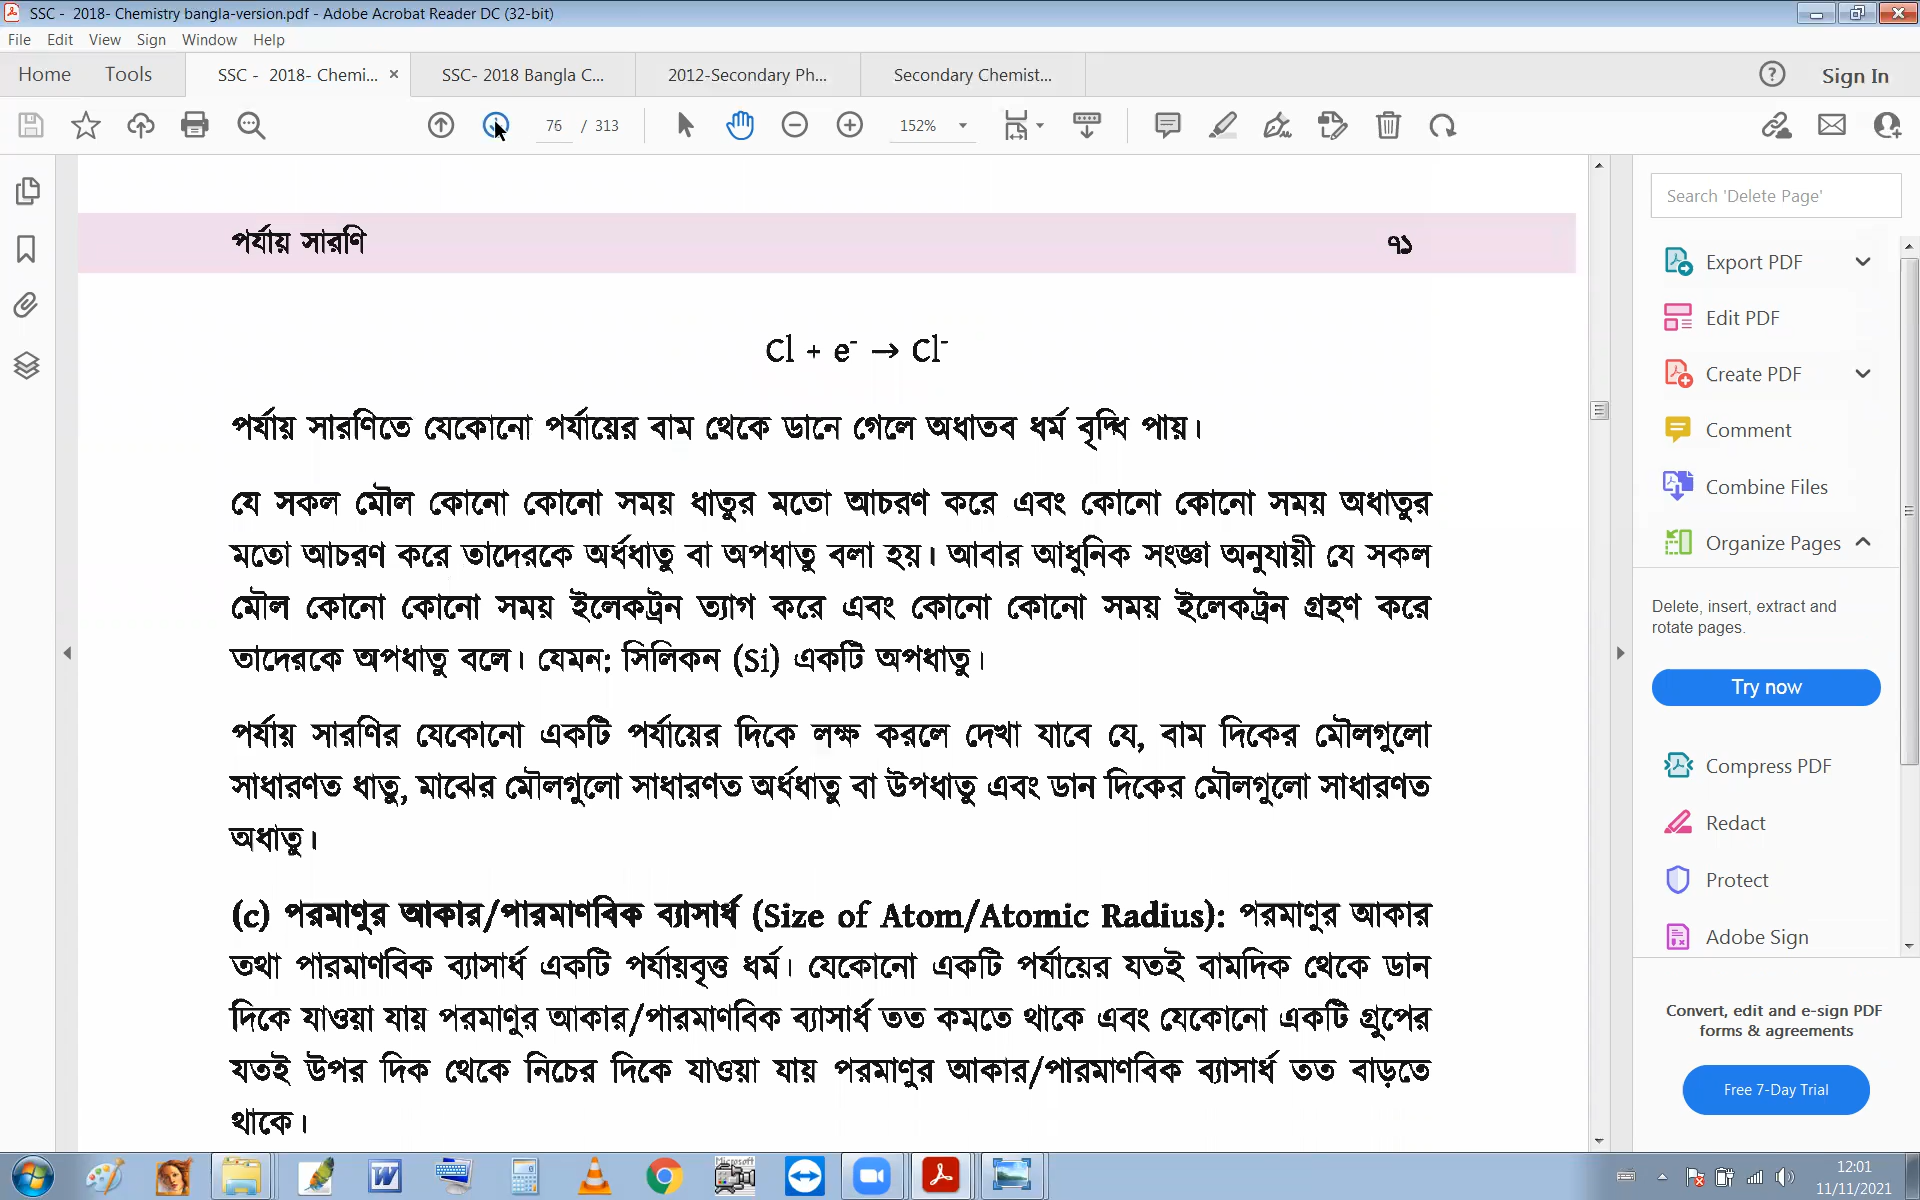 SSC - 2018- Chemistry bangla-version.pdf - Adobe Acrobat Reader DC (32-bit)
File Edit View Sign Window Help
Home Tools SSC - 2018- Chemi... × SSC- 2018 Bangla C... 2012-Secondary Ph... Secondary Chemist... Sign In
76 / 313 152%
Search 'Delete Page'
পর্যায় সারণি ৭১
Cl + e⁻ → Cl⁻
পর্যায় সারণিতে যেকোনো পর্যায়ের বাম থেকে ডানে গেলে অধাতব ধর্ম বৃদ্ধি পায়।
যে সকল মৌল কোনো কোনো সময় ধাতুর মতো আচরণ করে এবং কোনো কোনো সময় অধাতুর
মতো আচরণ করে তাদেরকে অর্ধধাতু বা অপধাতু বলা হয়। আবার আধুনিক সংজ্ঞা অনুযায়ী যে সকল
মৌল কোনো কোনো সময় ইলেকট্রন ত্যাগ করে এবং কোনো কোনো সময় ইলেকট্রন গ্রহণ করে
তাদেরকে অপধাতু বলে। যেমন: সিলিকন (Si) একটি অপধাতু।
পর্যায় সারণির যেকোনো একটি পর্যায়ের দিকে লক্ষ করলে দেখা যাবে যে, বাম দিকের মৌলগুলো
সাধারণত ধাতু, মাঝের মৌলগুলো সাধারণত অর্ধধাতু বা উপধাতু এবং ডান দিকের মৌলগুলো সাধারণত
অধাতু।
(c) পরমাণুর আকার/পারমাণবিক ব্যাসার্ধ (Size of Atom/Atomic Radius): পরমাণুর আকার
তথা পারমাণবিক ব্যাসার্ধ একটি পর্যায়বৃত্ত ধর্ম। যেকোনো একটি পর্যায়ের যতই বামদিক থেকে ডান
দিকে যাওয়া যায় পরমাণুর আকার/পারমাণবিক ব্যাসার্ধ তত কমতে থাকে এবং যেকোনো একটি গ্রুপের
যতই উপর দিক থেকে নিচের দিকে যাওয়া যায় পরমাণুর আকার/পারমাণবিক ব্যাসার্ধ তত বাড়তে
থাকে।
Export PDF
Edit PDF
Create PDF
Comment
Combine Files
Organize Pages
Delete, insert, extract and
rotate pages.
Try now
Compress PDF
Redact
Protect
Adobe Sign
Convert, edit and e-sign PDF
forms & agreements
Free 7-Day Trial
Microsoft
12:01
11/11/2021